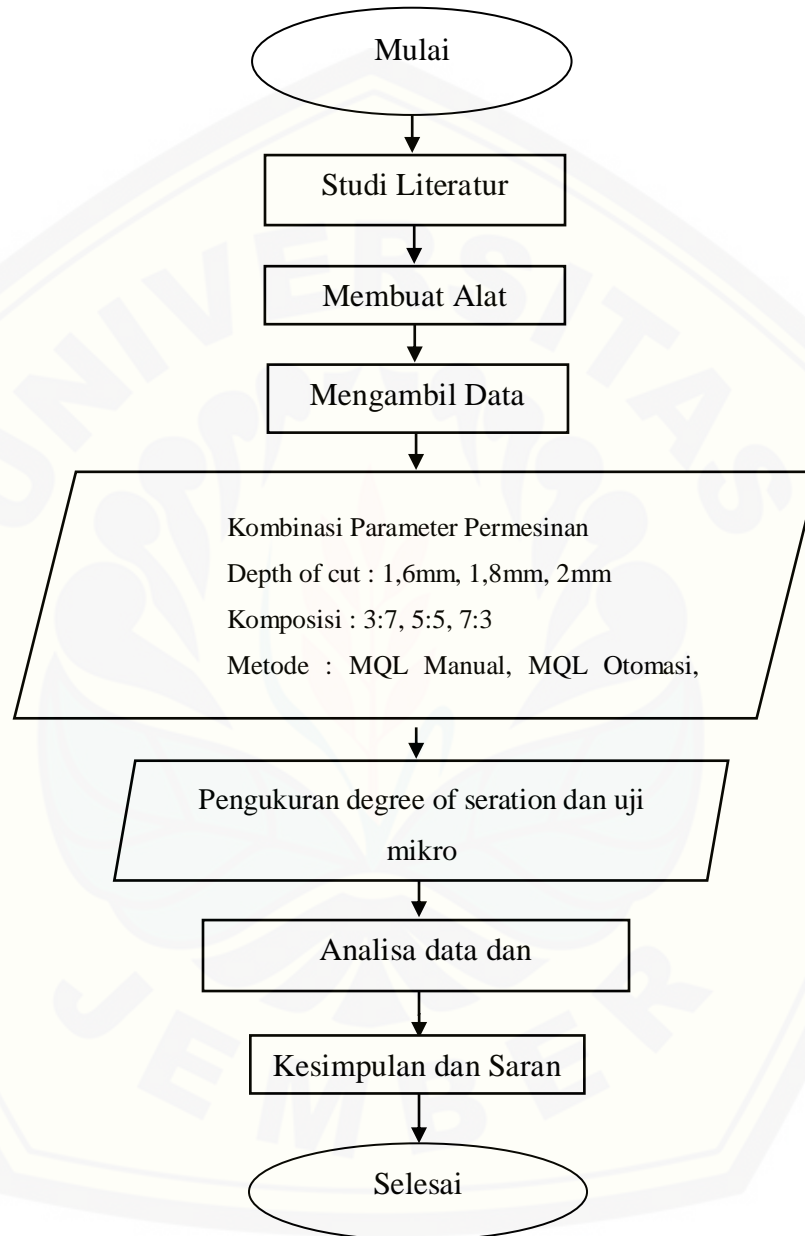 Mulai
Studi Literatur
Membuat Alat
Mengambil Data
Kombinasi Parameter Permesinan
Depth of cut : 1,6mm, 1,8mm, 2mm
Komposisi : 3:7, 5:5, 7:3
Metode : MQL Manual, MQL Otomasi,
Pengukuran degree of seration dan uji
mikro
Analisa data dan
Kesimpulan dan Saran
Selesai
UNIVERSITAS
JEMBER